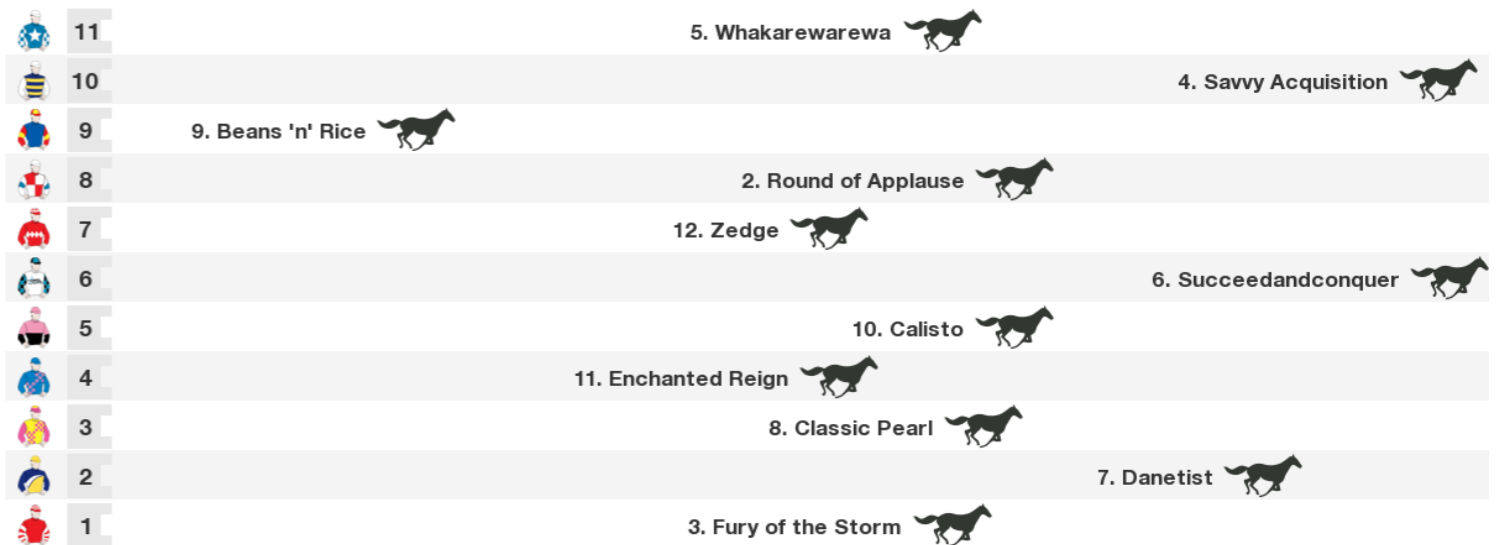 11 5. Whakarewarewa
10 4. Savvy Acquisition
9 9. Beans 'n' Rice
8 2. Round of Applause
7 12. Zedge
6 6. Succeedandconquer
5 10. Calisto
4 11. Enchanted Reign
3 8. Classic Pearl
2 7. Danetist
1 3. Fury of the Storm